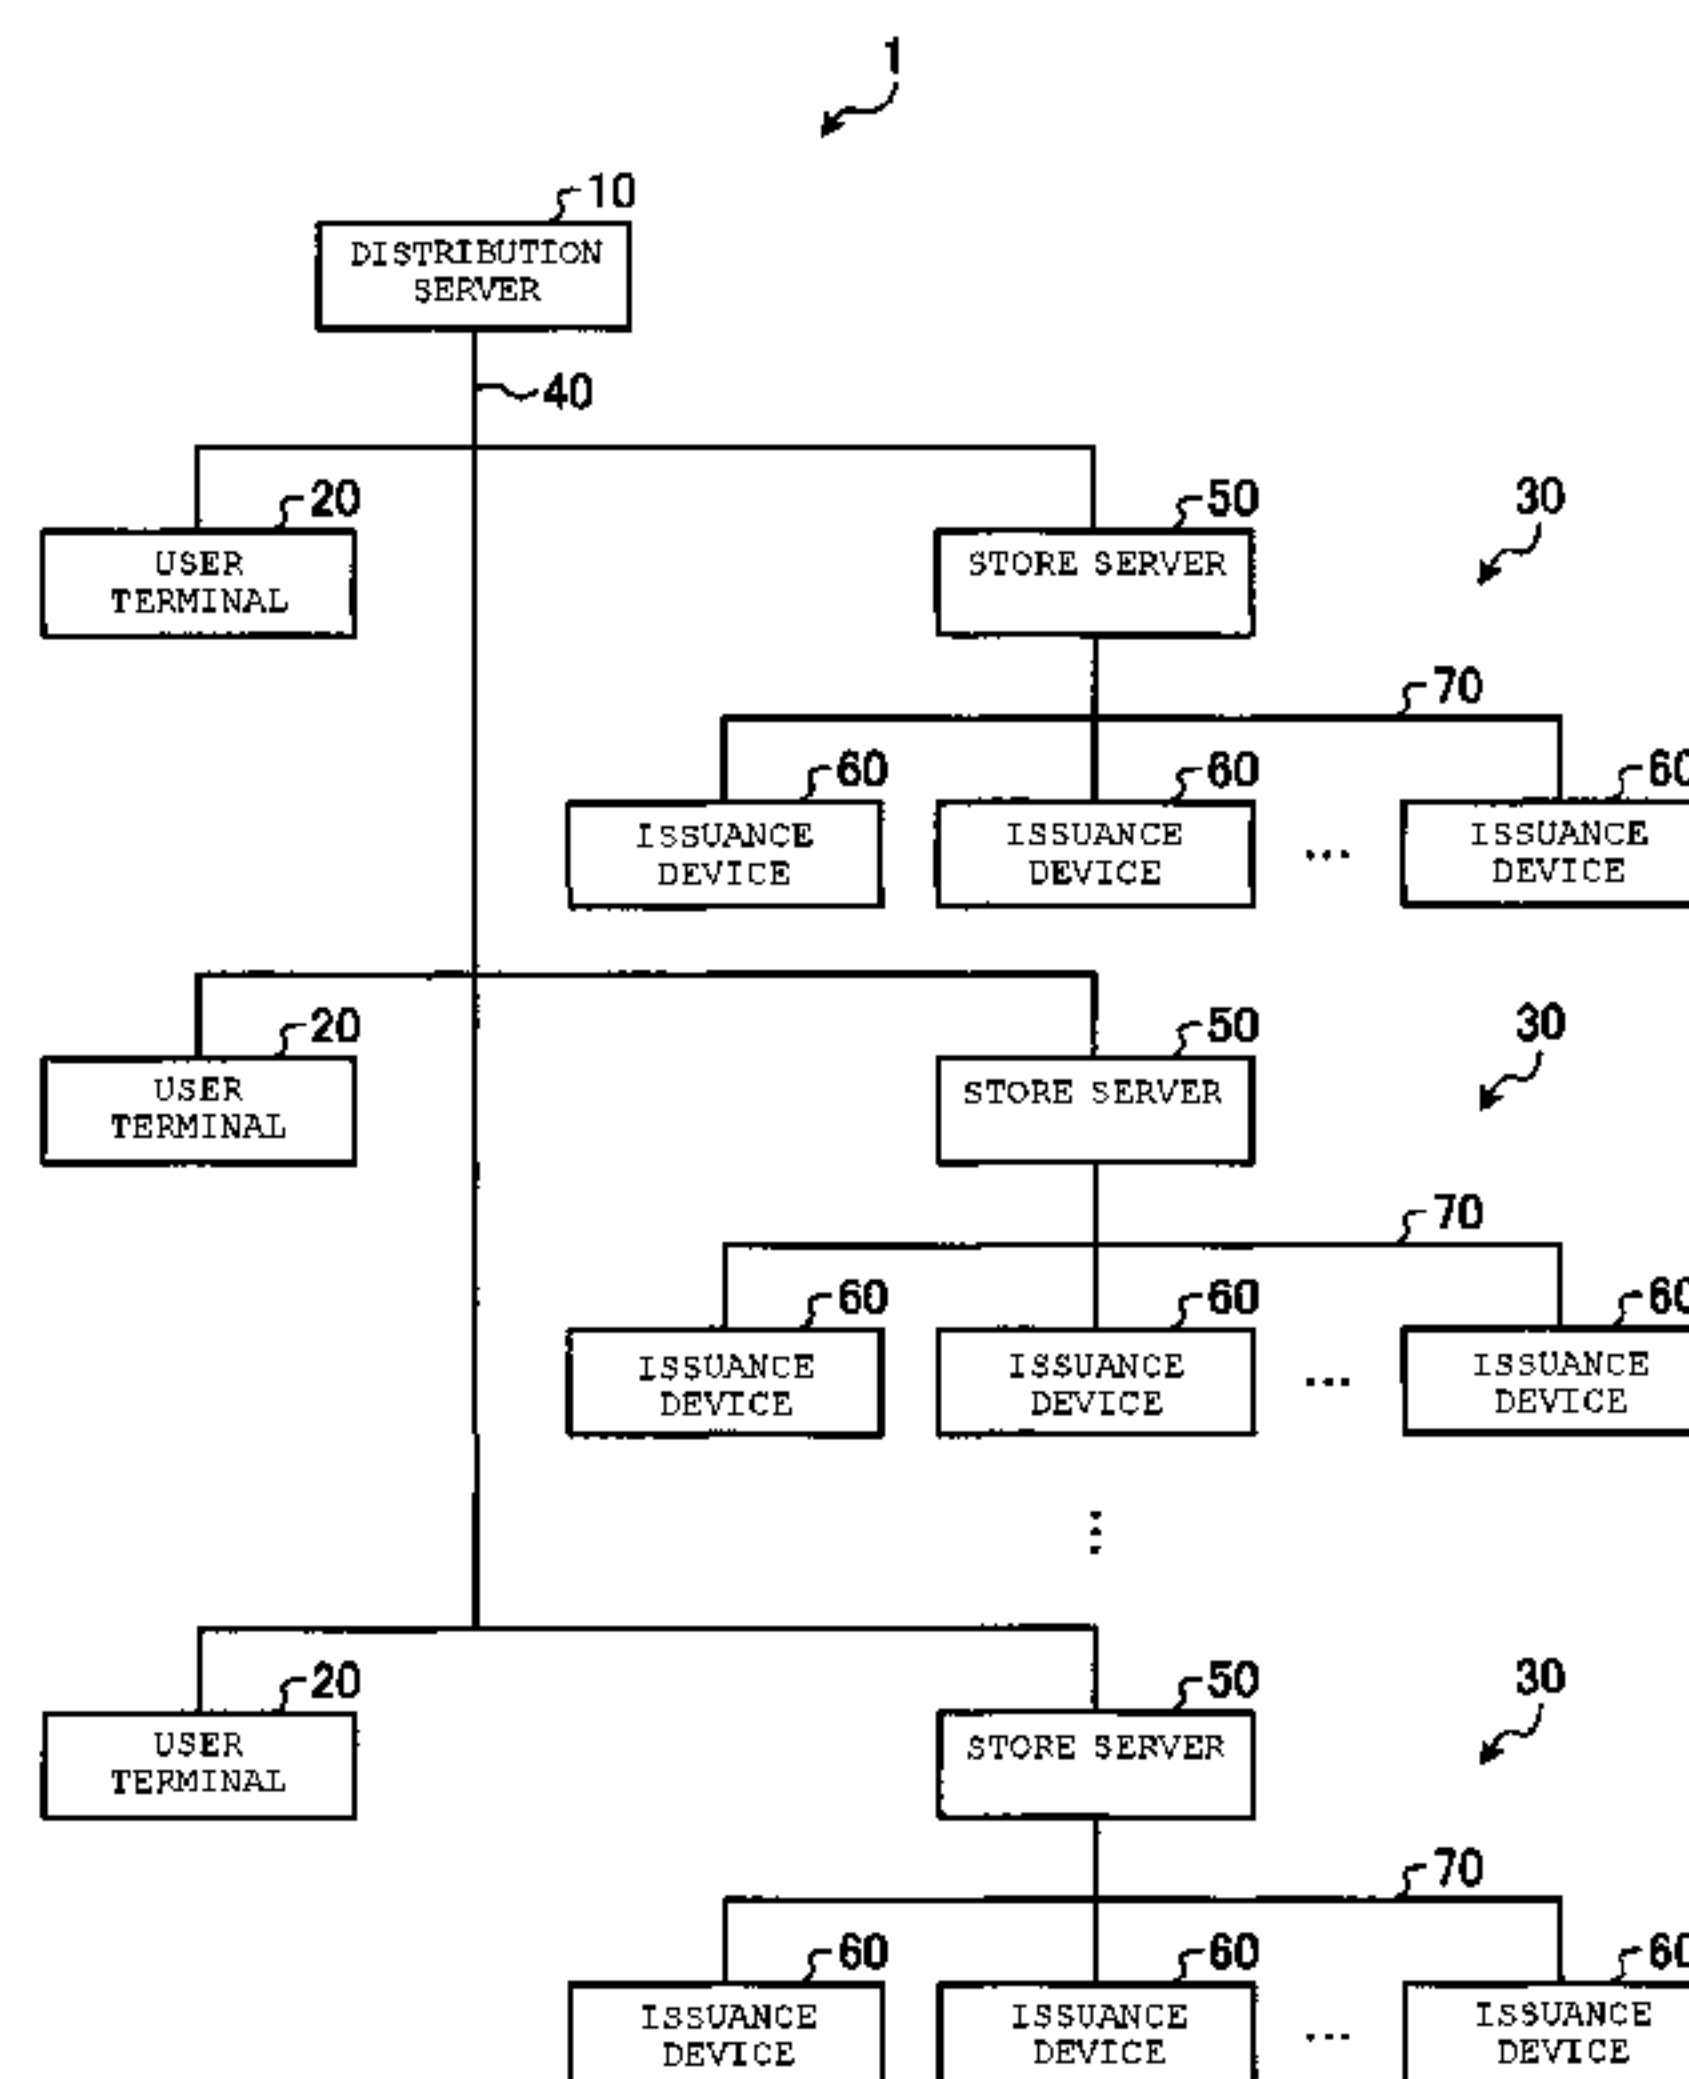 1
10
DISTRIBUTION
SERVER
40
20
USER
TERMINAL
50
STORE SERVER
30
70
60
ISSUANCE
DEVICE
60
ISSUANCE
DEVICE
...
60
ISSUANCE
DEVICE
20
USER
TERMINAL
50
STORE SERVER
30
70
60
ISSUANCE
DEVICE
60
ISSUANCE
DEVICE
...
60
ISSUANCE
DEVICE
...
20
USER
TERMINAL
50
STORE SERVER
30
70
60
ISSUANCE
DEVICE
60
ISSUANCE
DEVICE
...
60
ISSUANCE
DEVICE